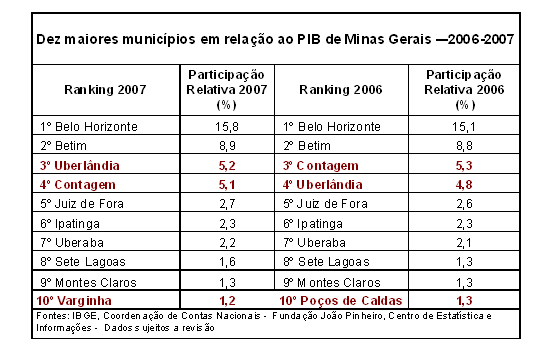 Dez maiores municípios em relação ao PIB de Minas Gerais —2006-2007
Ranking 2007 Participação Relativa 2007 (%) Ranking 2006 Participação Relativa 2006 (%)
1º Belo Horizonte 15,8 1º Belo Horizonte 15,1
2º Betim 8,9 2º Betim 8,8
3º Uberlândia 5,2 3º Contagem 5,3
4º Contagem 5,1 4º Uberlândia 4,8
5º Juiz de Fora 2,7 5º Juiz de Fora 2,6
6º Ipatinga 2,3 6º Ipatinga 2,3
7º Uberaba 2,2 7º Uberaba 2,1
8º Sete Lagoas 1,6 8º Sete Lagoas 1,3
9º Montes Claros 1,3 9º Montes Claros 1,3
10º Varginha 1,2 10º Poços de Caldas 1,3
Fontes: IBGE, Coordenação de Contas Nacionais - Fundação João Pinheiro, Centro de Estatística e
Informações - Dados sujeitos a revisão